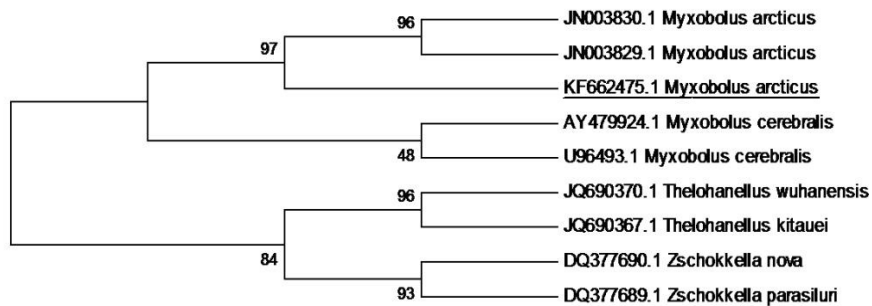 96
JN003830.1 Myxobolus arcticus
97
JN003829.1 Myxobolus arcticus
KF662475.1 Myxobolus arcticus
AY479924.1 Myxobolus cerebralis
48
U96493.1 Myxobolus cerebralis
96
JQ690370.1 Thelohanellus wuhanensis
JQ690367.1 Thelohanellus kitauei
84
DQ377690.1 Zschokkella nova
93
DQ377689.1 Zschokkella parasiluri